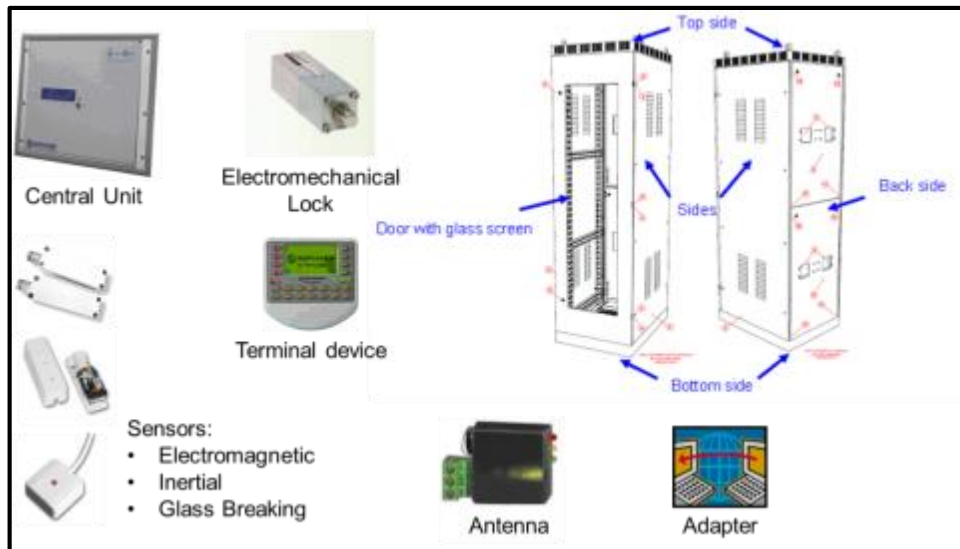 Top side
Central Unit
Electromechanical
Lock
Door with glass screen
Sides
Back side
Terminal device
Bottom side
Sensors:
• Electromagnetic
• Inertial
• Glass Breaking
Antenna
Adapter